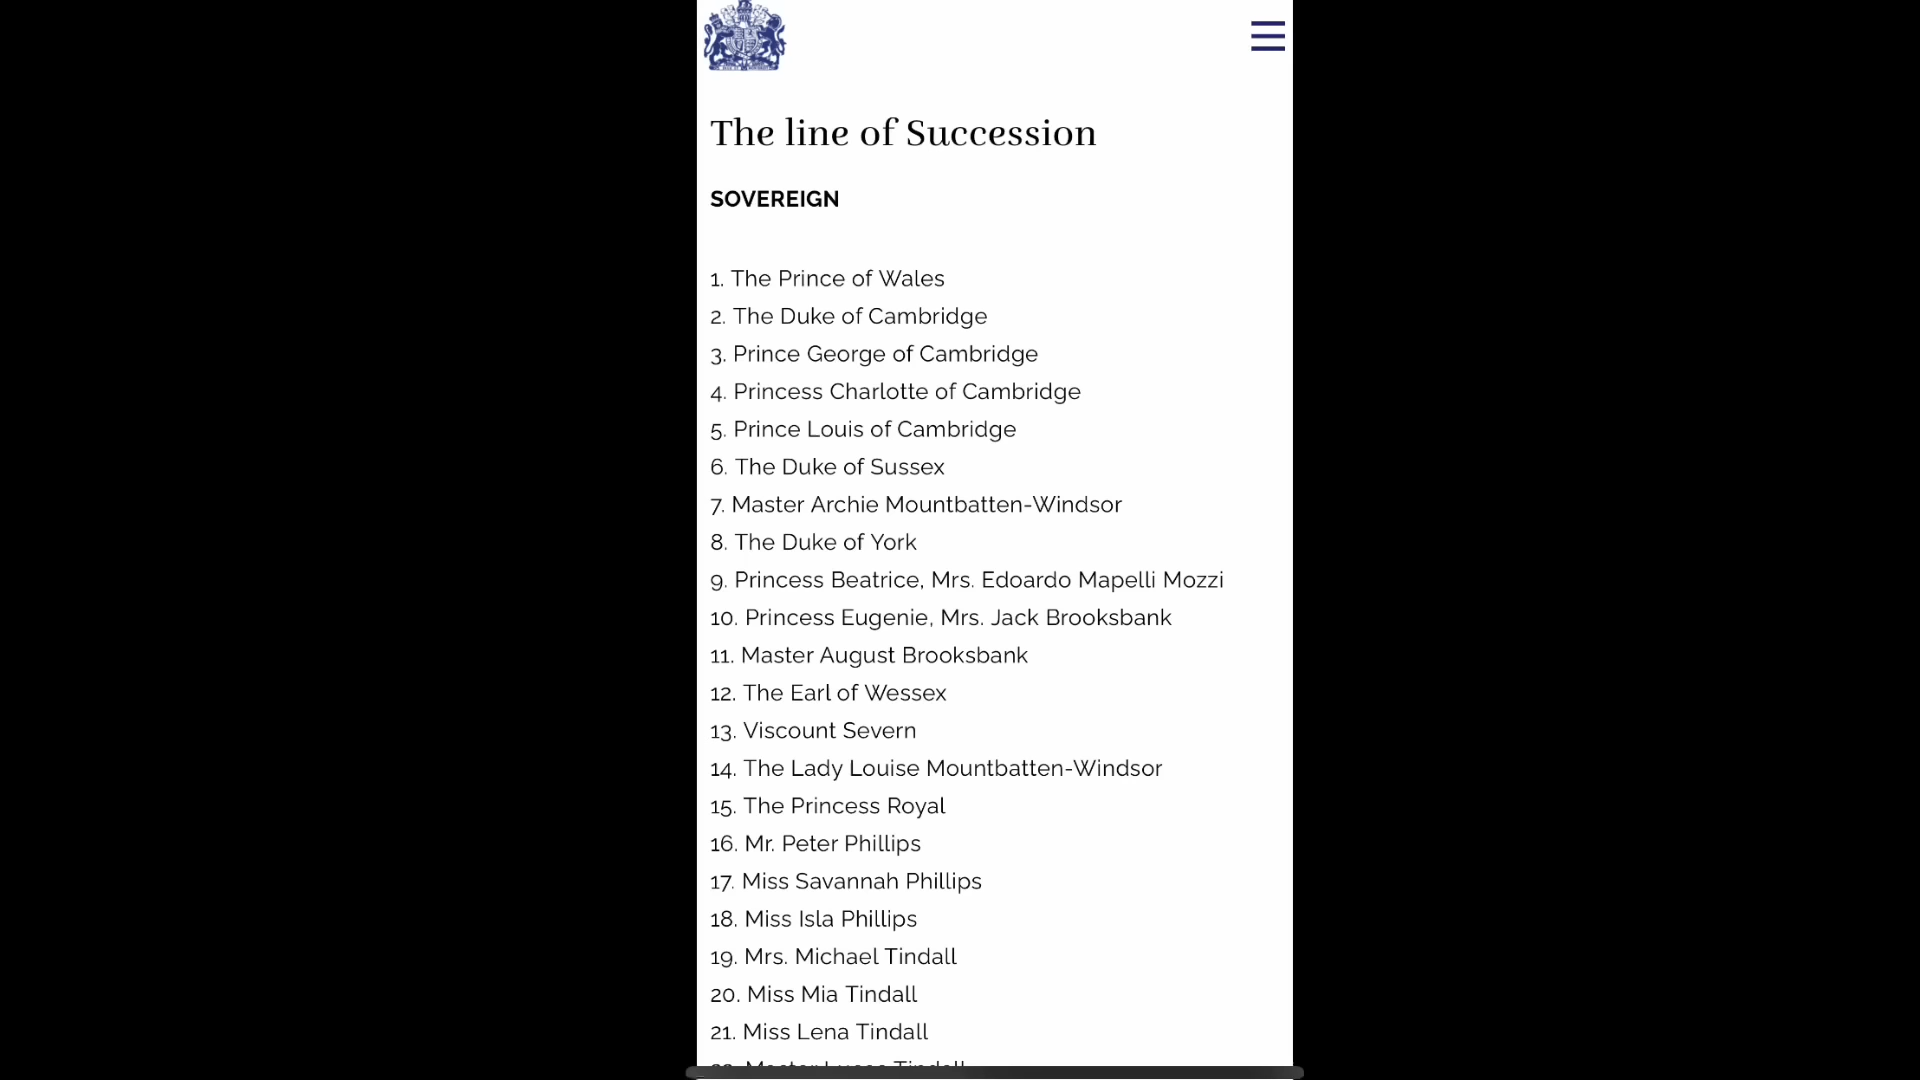 The line of Succession
SOVEREIGN
1. The Prince of Wales
2. The Duke of Cambridge
3. Prince George of Cambridge
4. Princess Charlotte of Cambridge
5. Prince Louis of Cambridge
6. The Duke of Sussex
7. Master Archie Mountbatten-Windsor
8. The Duke of York
9. Princess Beatrice, Mrs. Edoardo Mapelli Mozzi
10. Princess Eugenie, Mrs. Jack Brooksbank
11. Master August Brooksbank
12. The Earl of Wessex
13. Viscount Severn
14. The Lady Louise Mountbatten-Windsor
15. The Princess Royal
16. Mr. Peter Phillips
17. Miss Savannah Phillips
18. Miss Isla Phillips
19. Mrs. Michael Tindall
20. Miss Mia Tindall
21. Miss Lena Tindall